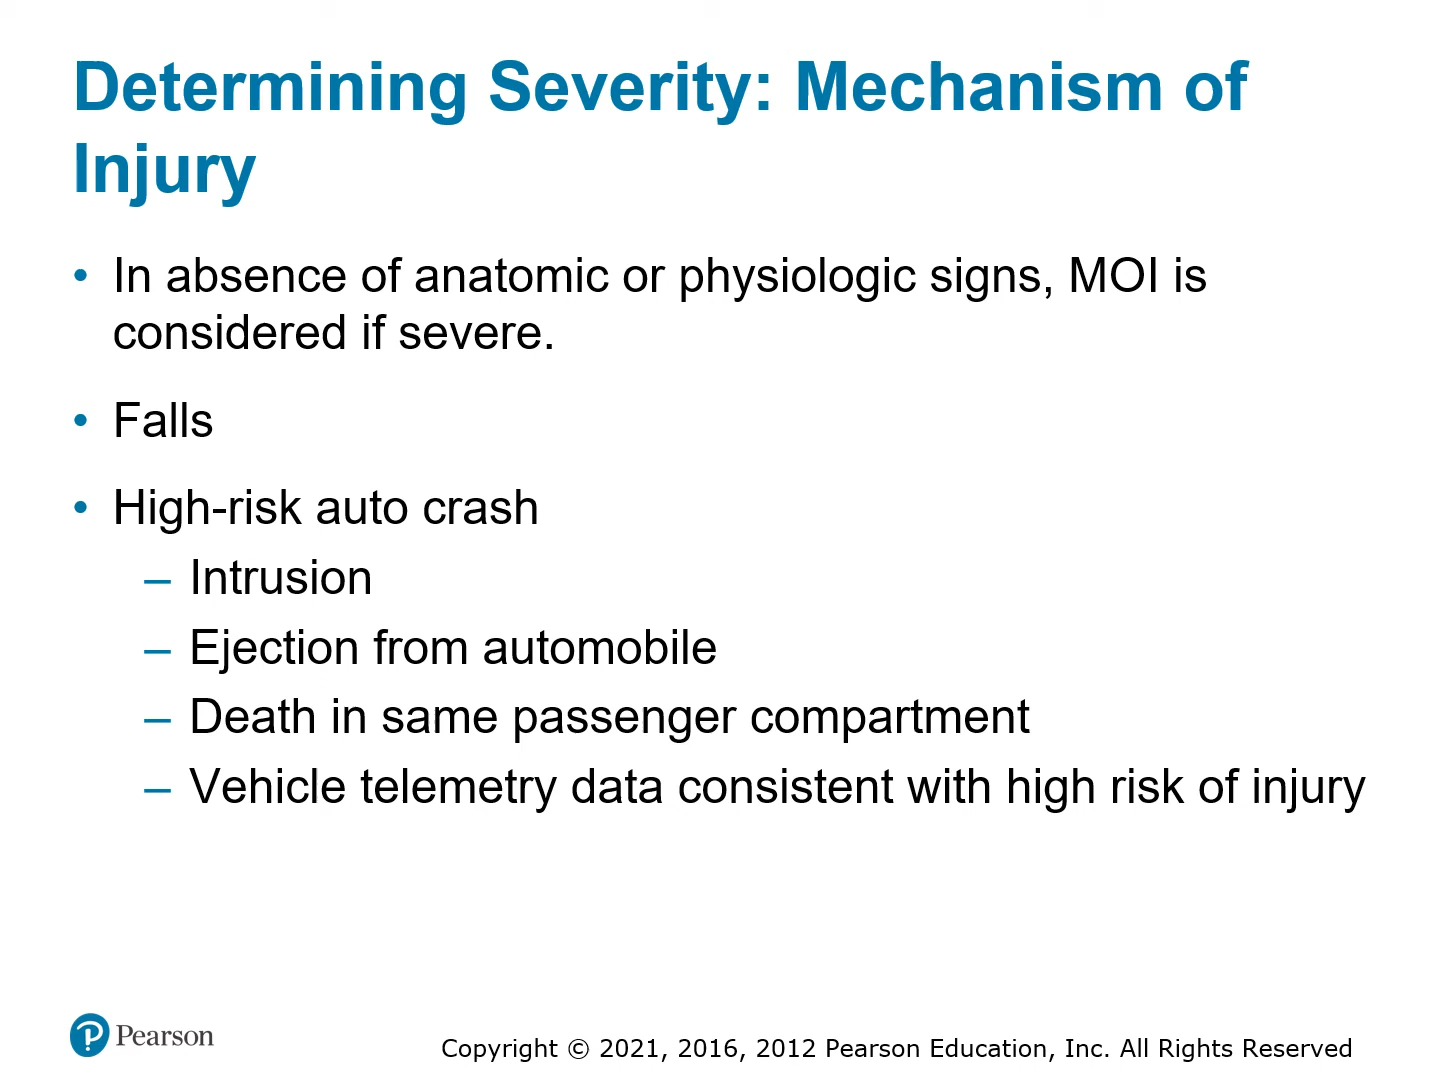 Determining Severity: Mechanism of
Injury
• In absence of anatomic or physiologic signs, MOI is
considered if severe.
• Falls
• High-risk auto crash
– Intrusion
– Ejection from automobile
– Death in same passenger compartment
– Vehicle telemetry data consistent with high risk of injury
Pearson
Copyright © 2021, 2016, 2012 Pearson Education, Inc. All Rights Reserved